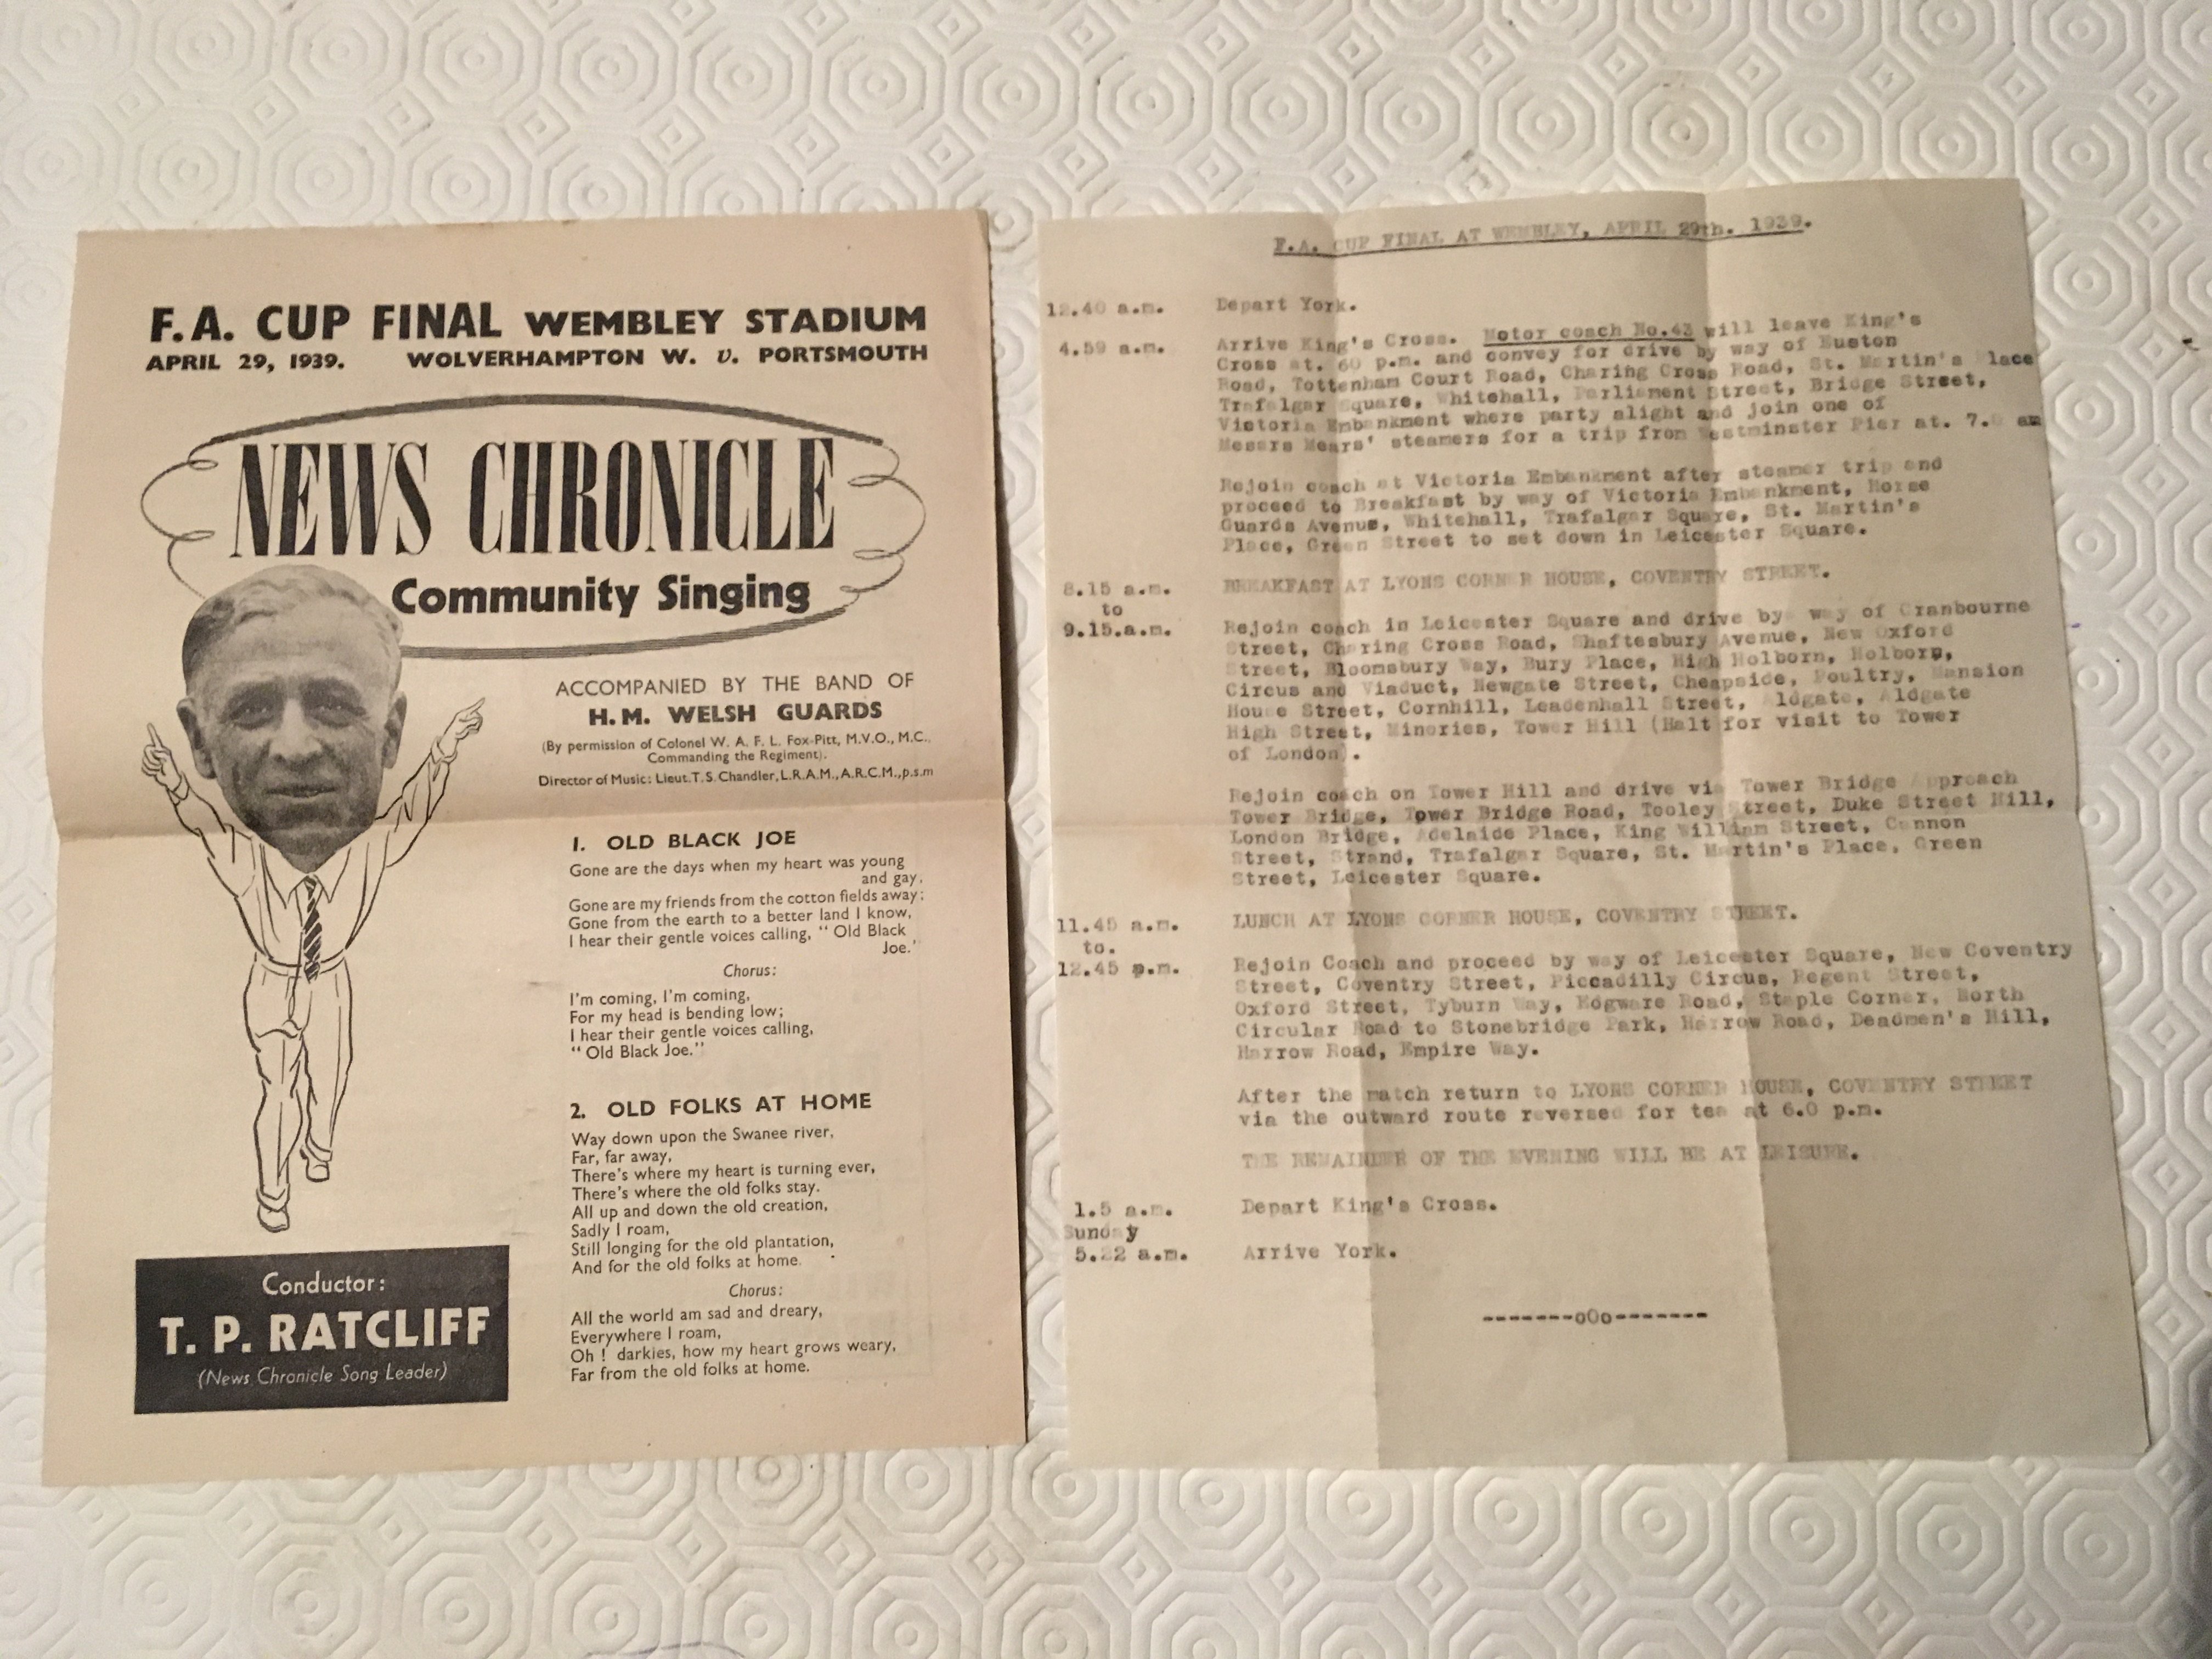 F.A. CUP FINAL WEMBLEY STADIUM
APRIL 29, 1939. WOLVERHAMPTON W. v. PORTSMOUTH
NEWS CHRONICLE
Community Singing
ACCOMPANIED BY THE BAND OF
H.M. WELSH GUARDS
(By permission of Colonel W. A. F. L. Fox-Pitt, M.V.O., M.C.,
Commanding the Regiment).
Director of Music: Lieut. T. S. Chandler, L.R.A.M., A.R.C.M., p.s.m
1. OLD BLACK JOE
Gone are the days when my heart was young
and gay,
Gone are my friends from the cotton fields away;
Gone from the earth to a better land I know,
I hear their gentle voices calling, "Old Black
Joe."
Chorus:
I'm coming, I'm coming,
For my head is bending low;
I hear their gentle voices calling,
"Old Black Joe."
2. OLD FOLKS AT HOME
Way down upon the Swanee river,
Far, far away,
There's where my heart is turning ever,
There's where the old folks stay.
All up and down the old creation,
Sadly I roam,
Still longing for the old plantation,
And for the old folks at home.
Chorus:
All the world am sad and dreary,
Everywhere I roam,
Oh ! darkies, how my heart grows weary,
Far from the old folks at home.
Conductor:
T. P. RATCLIFF
(News Chronicle Song Leader)
F.A. CUP FINAL AT WEMBLEY, APRIL 29th. 1939.
12.40 a.m. Depart York.
4.59 a.m. Arrive King's Cross. Motor coach No.43 will leave King's
Cross at. p.m. and convey for drive by way of Euston
Road, Tottenham Court Road, Charing Cross Road, St. Martin's Place
Trafalgar Square, Whitehall, Parliament Street, Bridge Street,
Victoria Embankment where party alight and join one of
Messrs Mears' steamers for a trip from Westminster Pier at. am
Rejoin coach at Victoria Embankment after steamer trip and
proceed to Breakfast by way of Victoria Embankment, Horse
Guards Avenue, Whitehall, Trafalgar Square, St. Martin's
Place, Green Street to set down in Leicester Square.
8.15 a.m. BREAKFAST AT LYONS CORNER HOUSE, COVENTRY STREET.
to
9.15.a.m. Rejoin coach in Leicester Square and drive by way of Cranbourne
Street, Charing Cross Road, Shaftesbury Avenue, New Oxford
Street, Bloomsbury Way, Bury Place, High Holborn, Holborn,
Circus and Viaduct, Newgate Street, Cheapside, Poultry, Mansion
House Street, Cornhill, Leadenhall Street, Aldgate, Aldgate
High Street, Minories, Tower Hill (Halt for visit to Tower
of London).
Rejoin coach on Tower Hill and drive via Tower Bridge Approach
Tower Bridge, Tower Bridge Road, Tooley Street, Duke Street Hill,
London Bridge, Adelaide Place, King William Street, Cannon
Street, Strand, Trafalgar Square, St. Martin's Place, Green
Street, Leicester Square.
11.45 a.m. LUNCH AT LYONS CORNER HOUSE, COVENTRY STREET.
to.
12.45 p.m. Rejoin Coach and proceed by way of Leicester Square, New Coventry
Street, Coventry Street, Piccadilly Circus, Regent Street,
Oxford Street, Tyburn Way, Edgware Road, Staple Corner, North
Circular Road to Stonebridge Park, Harrow Road, Deadmen's Hill,
Harrow Road, Empire Way.
After the match return to LYONS CORNER HOUSE, COVENTRY STREET
via the outward route reversed for tea at 6.0 p.m.
THE REMAINDER OF THE EVENING WILL BE AT LEISURE.
1.5 a.m. Depart King's Cross.
Sunday
5.22 a.m. Arrive York.
-------oOo-------